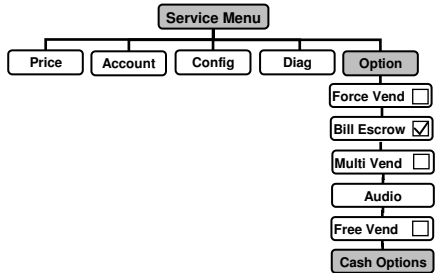 Service Menu
Price Account Config Diag Option
Force Vend
Bill Escrow
Multi Vend
Audio
Free Vend
Cash Options